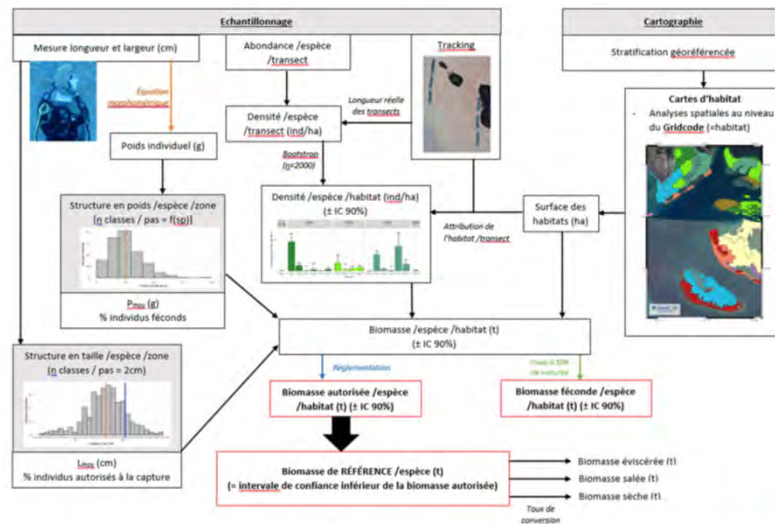 Echantillonnage
Cartographie
Mesure longueur et largeur (cm)
Abondance /espèce
/transect
Tracking
Stratification géoréférencée
Équation
morphométrique
Longueur réelle
des transects
Densité /espèce
/transect (ind/ha)
Cartes d'habitat
- Analyses spatiales au niveau
du Gridcode (=habitat)
Poids individuel (g)
Bootstrap
(n=2000)
Structure en poids /espèce /zone
[n classes / pas = f(sp)]
Densité /espèce /habitat (ind/ha)
(± IC 90%)
Surface des
habitats (ha)
Attribution de
l'habitat /transect
Pmoy (g)
% individus féconds
Biomasse /espèce /habitat (t)
(± IC 90%)
Structure en taille /espèce /zone
(n classes / pas = 2cm)
Réglementation
Biomasse autorisée /espèce
/habitat (t) (± IC 90%)
Biomasse féconde /espèce
/habitat (t) (± IC 90%)
Lmoy (cm)
% individus autorisés à la capture
Biomasse de RÉFÉRENCE /espèce (t)
(= intervale de confiance inférieur de la biomasse autorisée)
Biomasse éviscérée (t)
Biomasse salée (t)
Biomasse sèche (t)
Taux de
conversion